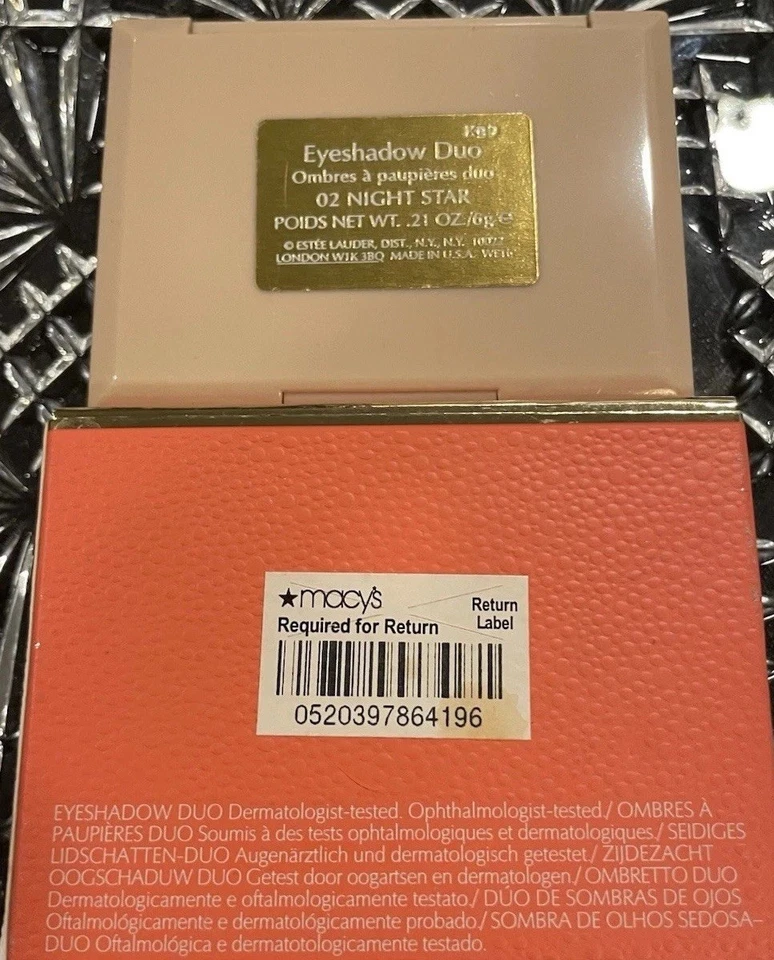 Eyeshadow Duo
Ombres à paupières duo
02 NIGHT STAR
POIDS NET WT. .21 OZ./6g e
© ESTÉE LAUDER, DIST., N.Y., N.Y. 10022
LONDON W1K 3BQ MADE IN U.S.A.
★macy's
Return
Label
Required for Return
0520397864196
EYESHADOW DUO Dermatologist-tested. Ophthalmologist-tested./ OMBRES À
PAUPIÈRES DUO Soumis à des tests ophtalmologiques et dermatologiques./ SEIDIGES
LIDSCHATTEN-DUO Augenärztlich und dermatologisch getestet./ ZIJDEZACHT
OOGSCHADUW DUO Getest door oogartsen en dermatologen./ OMBRETTO DUO
Dermatologicamente e oftalmologicamente testato./ DÚO DE SOMBRAS DE OJOS
Oftalmológicamente e dermatológicamente probado./ SOMBRA DE OLHOS SEDOSA–
DUO Oftalmológica e dermatotologicamente testado.